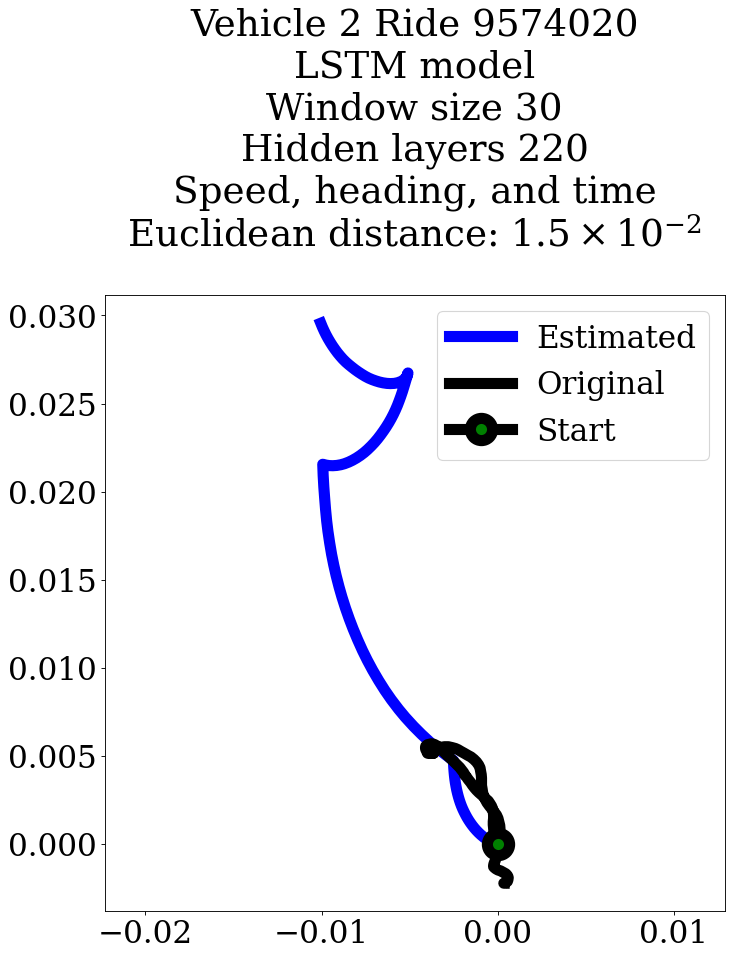 Vehicle 2 Ride 9574020
LSTM model
Window size 30
Hidden layers 220
Speed, heading, and time
Euclidean distance: 1.5 × 10⁻²
Estimated
Original
Start
0.030
0.025
0.020
0.015
0.010
0.005
0.000
−0.02 −0.01 0.00 0.01